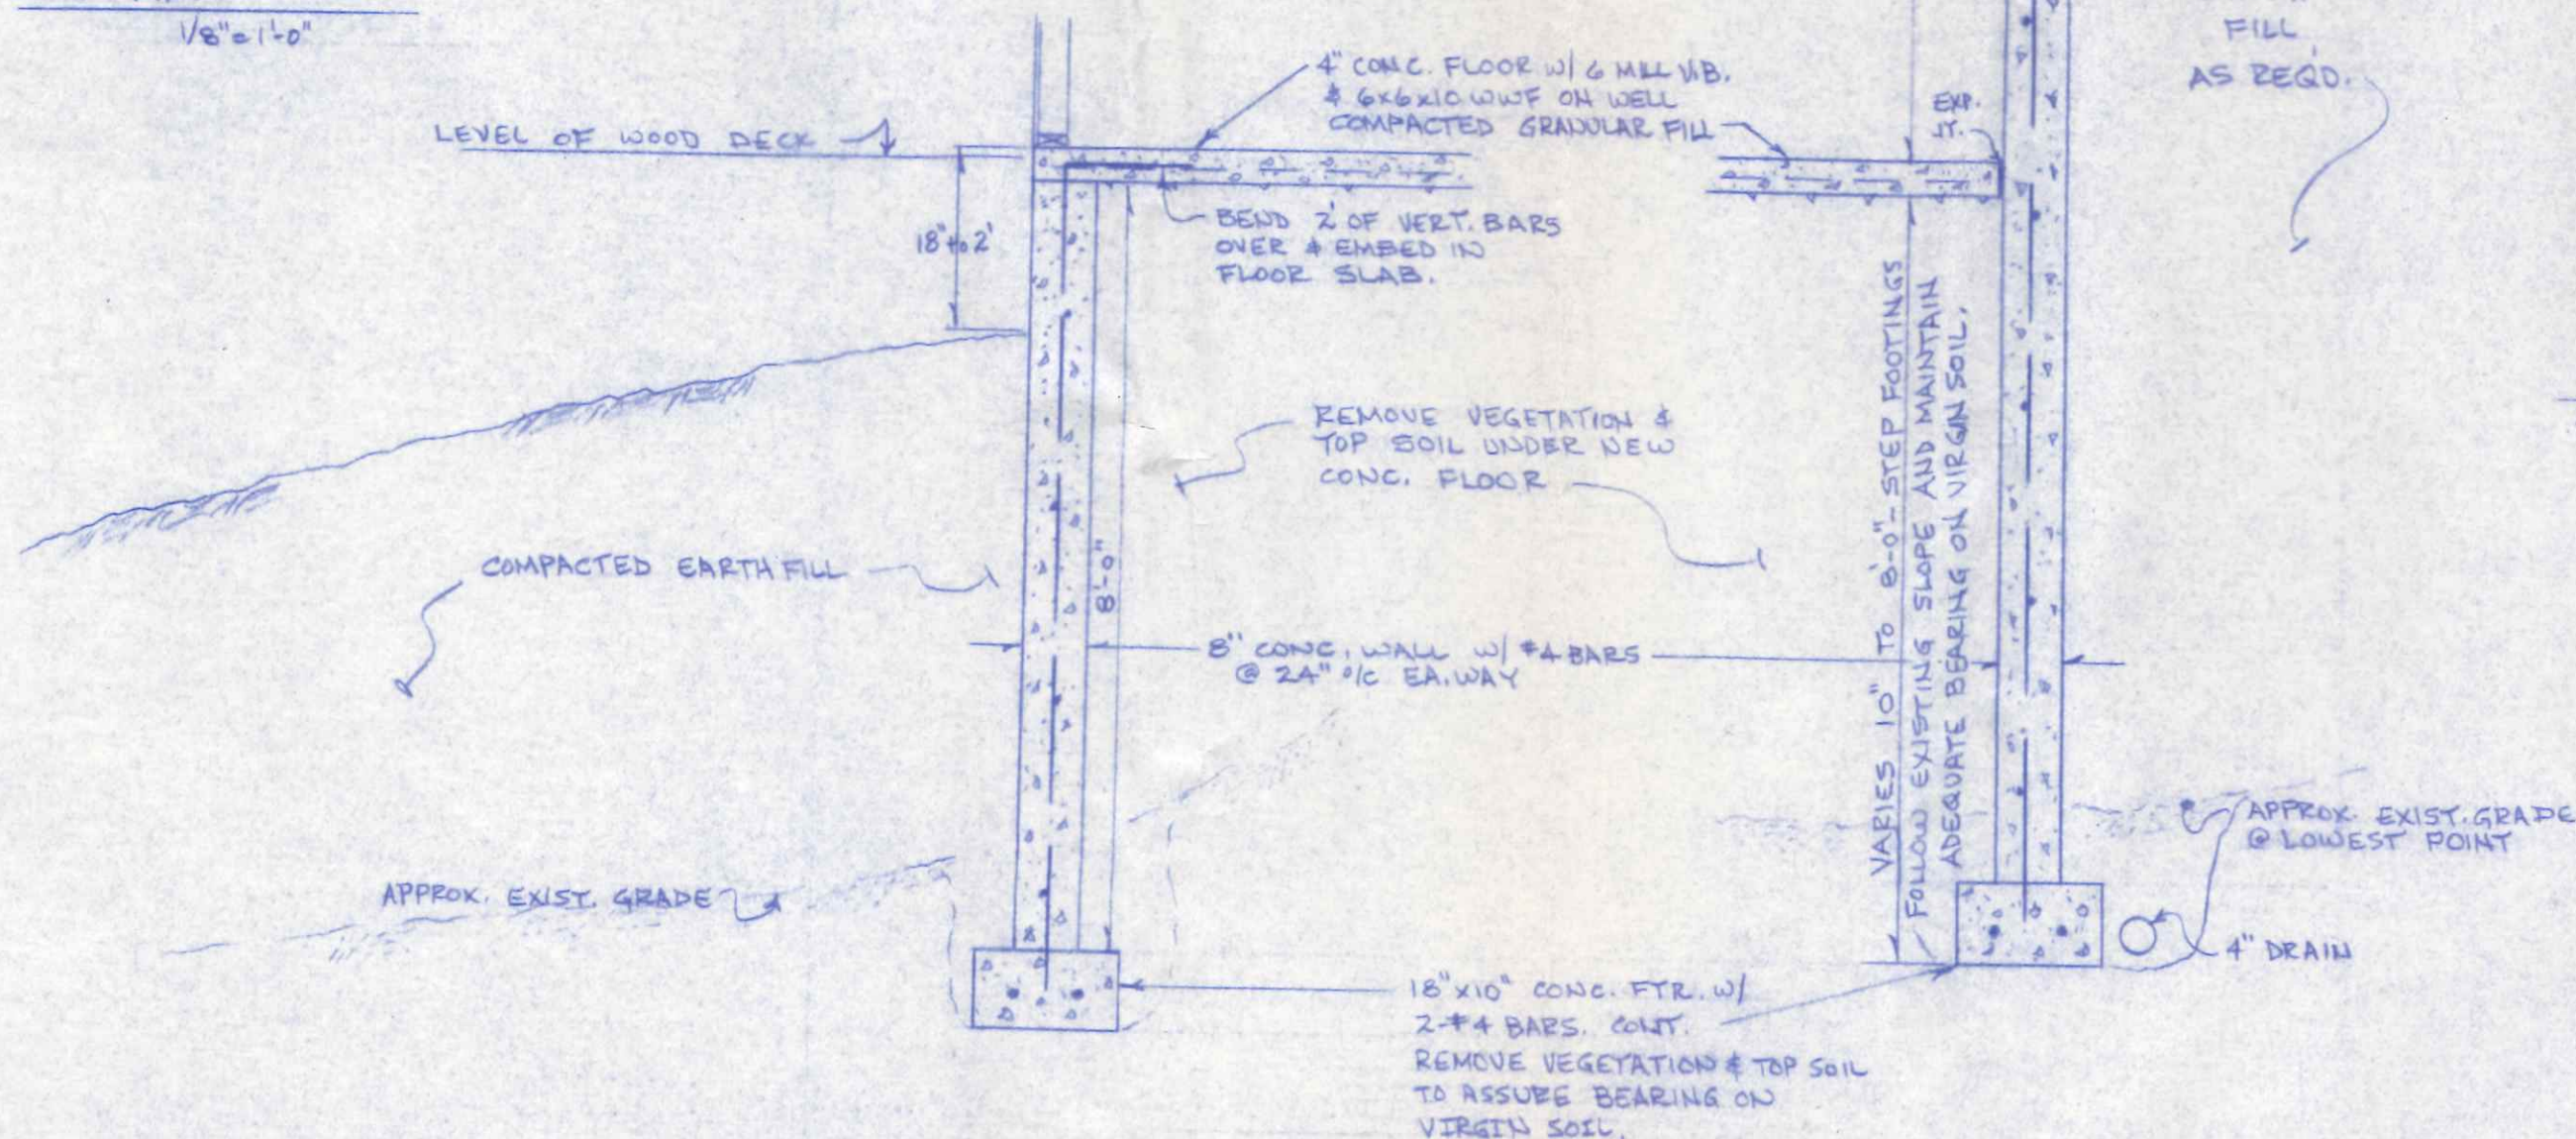 1/8" = 1'-0"
FILL
AS REQD.
4" CONC. FLOOR W/ 6 MILL V.B.
& 6x6x10 WWF ON WELL
COMPACTED GRANULAR FILL
EXP.
JT.
LEVEL OF WOOD DECK
18" to 2'
BEND 2' OF VERT. BARS
OVER & EMBED IN
FLOOR SLAB.
REMOVE VEGETATION &
TOP SOIL UNDER NEW
CONC. FLOOR
COMPACTED EARTH FILL
8'-0"
8" CONC. WALL W/ #4 BARS
@ 24" o/c EA. WAY
VARIES 10" TO 8'-0" - STEP FOOTINGS
FOLLOW EXISTING SLOPE AND MAINTAIN
ADEQUATE BEARING ON VIRGIN SOIL.
APPROX. EXIST. GRADE
@ LOWEST POINT
APPROX. EXIST. GRADE
4" DRAIN
18" x 10" CONC. FTR. W/
2-#4 BARS. CONT.
REMOVE VEGETATION & TOP SOIL
TO ASSURE BEARING ON
VIRGIN SOIL.